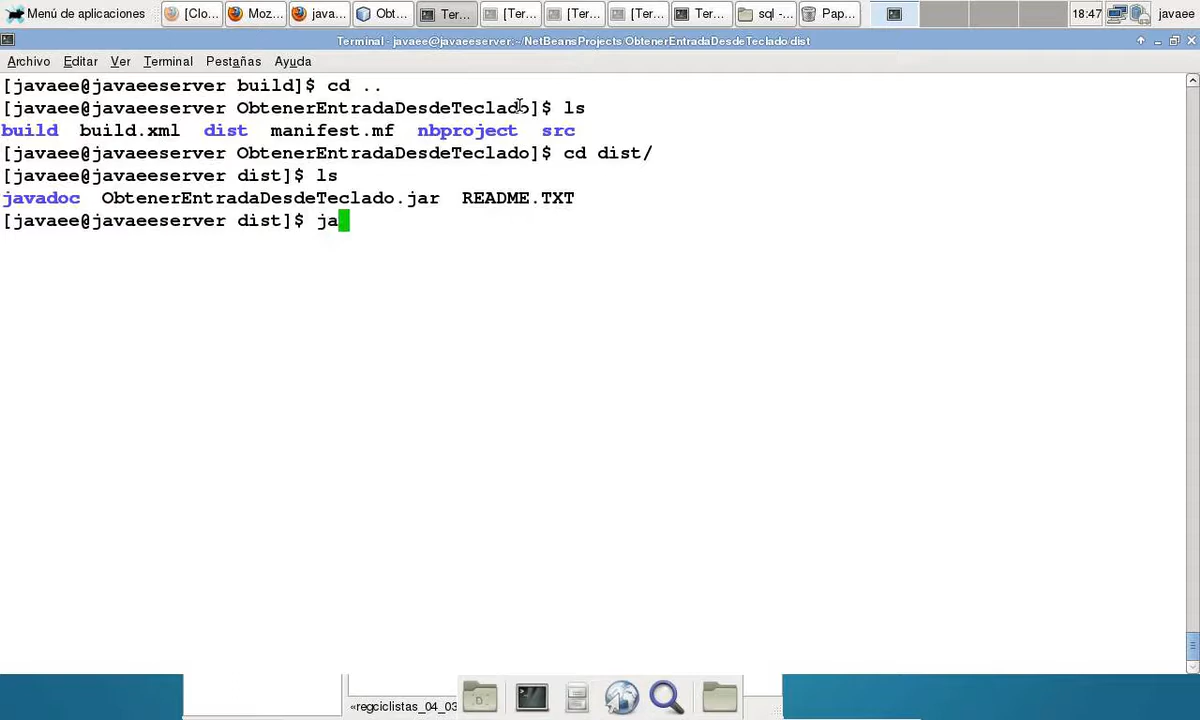 Menú de aplicaciones [Clo... Moz... java... Obt... Ter... [Ter... [Ter... [Ter... Ter... sql -... Pap... 18:47 javaee
Terminal - javaee@javaeeserver:~/NetBeansProjects/ObtenerEntradaDesdeTeclado/dist
Archivo Editar Ver Terminal Pestañas Ayuda
[javaee@javaeeserver build]$ cd ..
[javaee@javaeeserver ObtenerEntradaDesdeTeclado]$ ls
build build.xml dist manifest.mf nbproject src
[javaee@javaeeserver ObtenerEntradaDesdeTeclado]$ cd dist/
[javaee@javaeeserver dist]$ ls
javadoc ObtenerEntradaDesdeTeclado.jar README.TXT
[javaee@javaeeserver dist]$ ja
«regciclistas_04_03